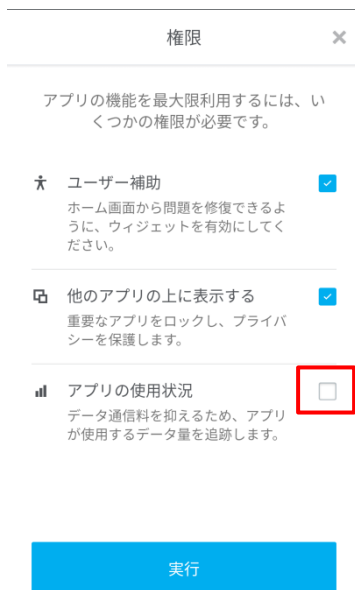 権限
アプリの機能を最大限利用するには、い
くつかの権限が必要です。
ユーザー補助
ホーム画面から問題を修復できるよ
うに、ウィジェットを有効にしてく
ださい。
他のアプリの上に表示する
重要なアプリをロックし、プライバ
シーを保護します。
アプリの使用状況
データ通信料を抑えるため、アプリ
が使用するデータ量を追跡します。
実行